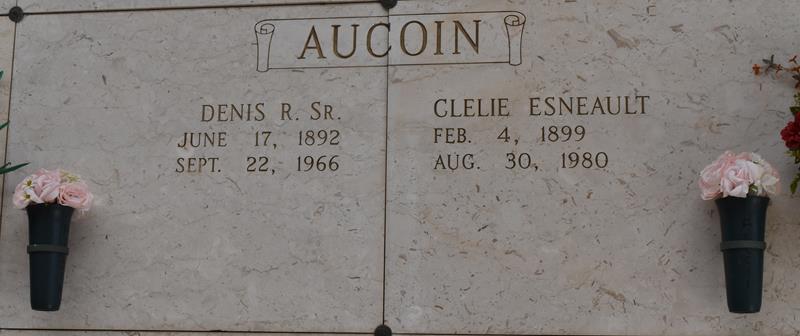 AUCOIN
DENIS R. SR.
JUNE 17, 1892
SEPT. 22, 1966
CLELIE ESNEAULT
FEB. 4, 1899
AUG. 30, 1980